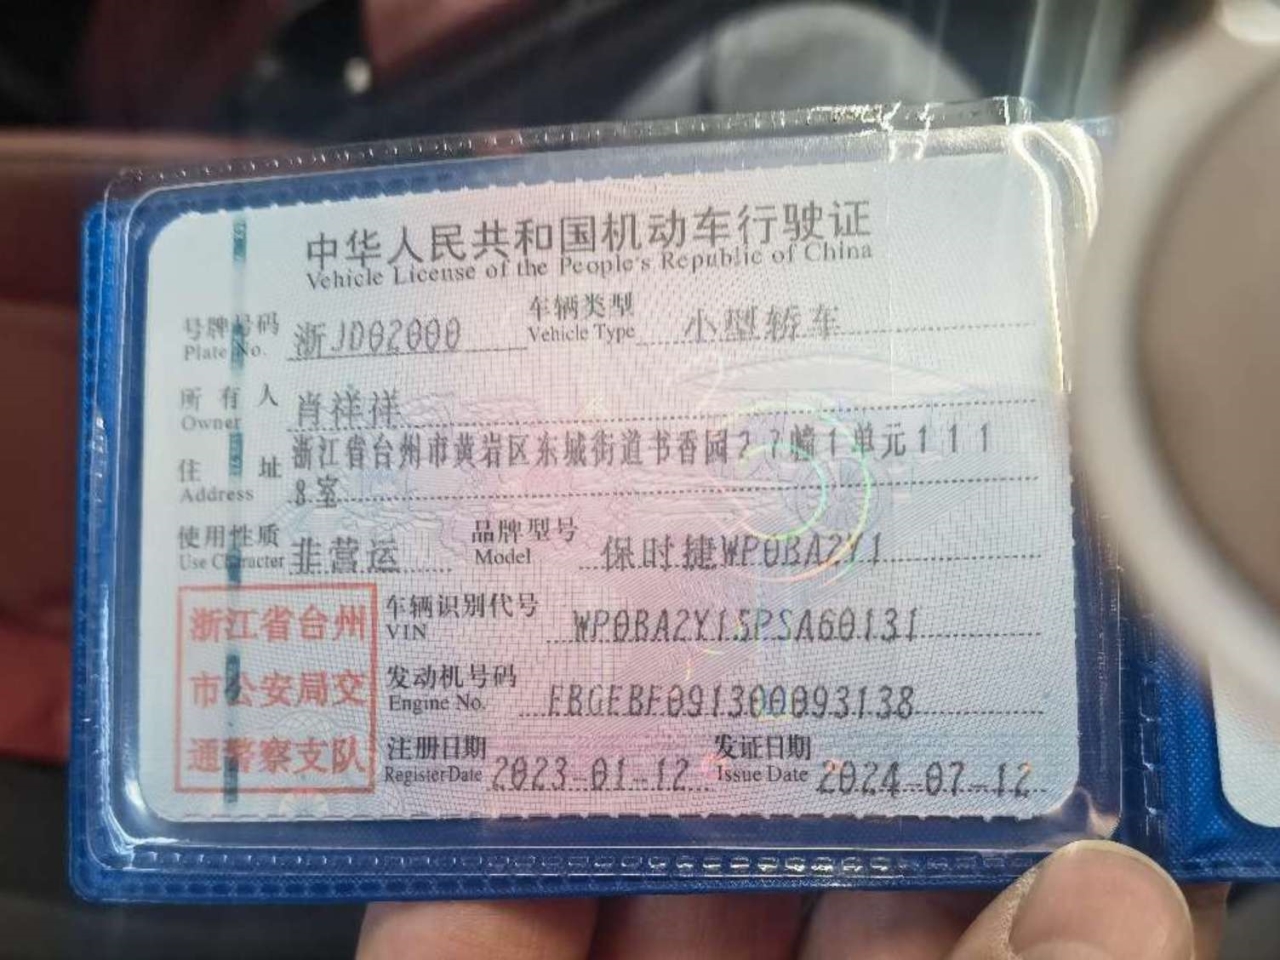 中华人民共和国机动车行驶证
Vehicle License of the People's Republic of China
号牌号码 浙JD02000 车辆类型 小型轿车
Plate No. Vehicle Type
所有人 肖祥祥
Owner
浙江省台州市黄岩区东城街道书香园27幢1单元111
住址 8室
Address
使用性质 非营运 品牌型号 保时捷WP0BA2Y1
Use Character Model
浙江省台州 车辆识别代号 WP0BA2Y15PSA60131
VIN
市公安局交 发动机号码 EBGEBF091300093138
Engine No.
通警察支队 注册日期 2023-01-12 发证日期 2024-07-12
Register Date Issue Date